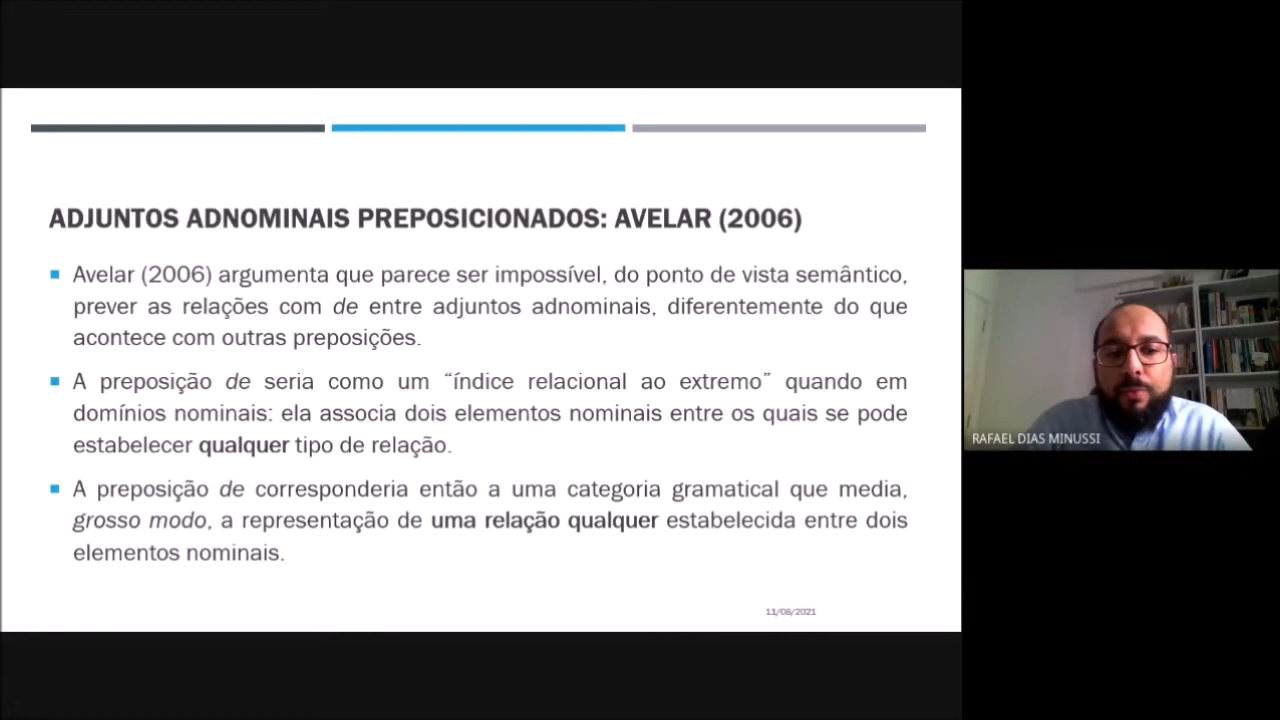 ADJUNTOS ADNOMINAIS PREPOSICIONADOS: AVELAR (2006)
Avelar (2006) argumenta que parece ser impossível, do ponto de vista semântico,
prever as relações com de entre adjuntos adnominais, diferentemente do que
acontece com outras preposições.
A preposição de seria como um “índice relacional ao extremo” quando em
domínios nominais: ela associa dois elementos nominais entre os quais se pode
estabelecer qualquer tipo de relação.
A preposição de corresponderia então a uma categoria gramatical que media,
grosso modo, a representação de uma relação qualquer estabelecida entre dois
elementos nominais.
11/08/2021
RAFAEL DIAS MINUSSI